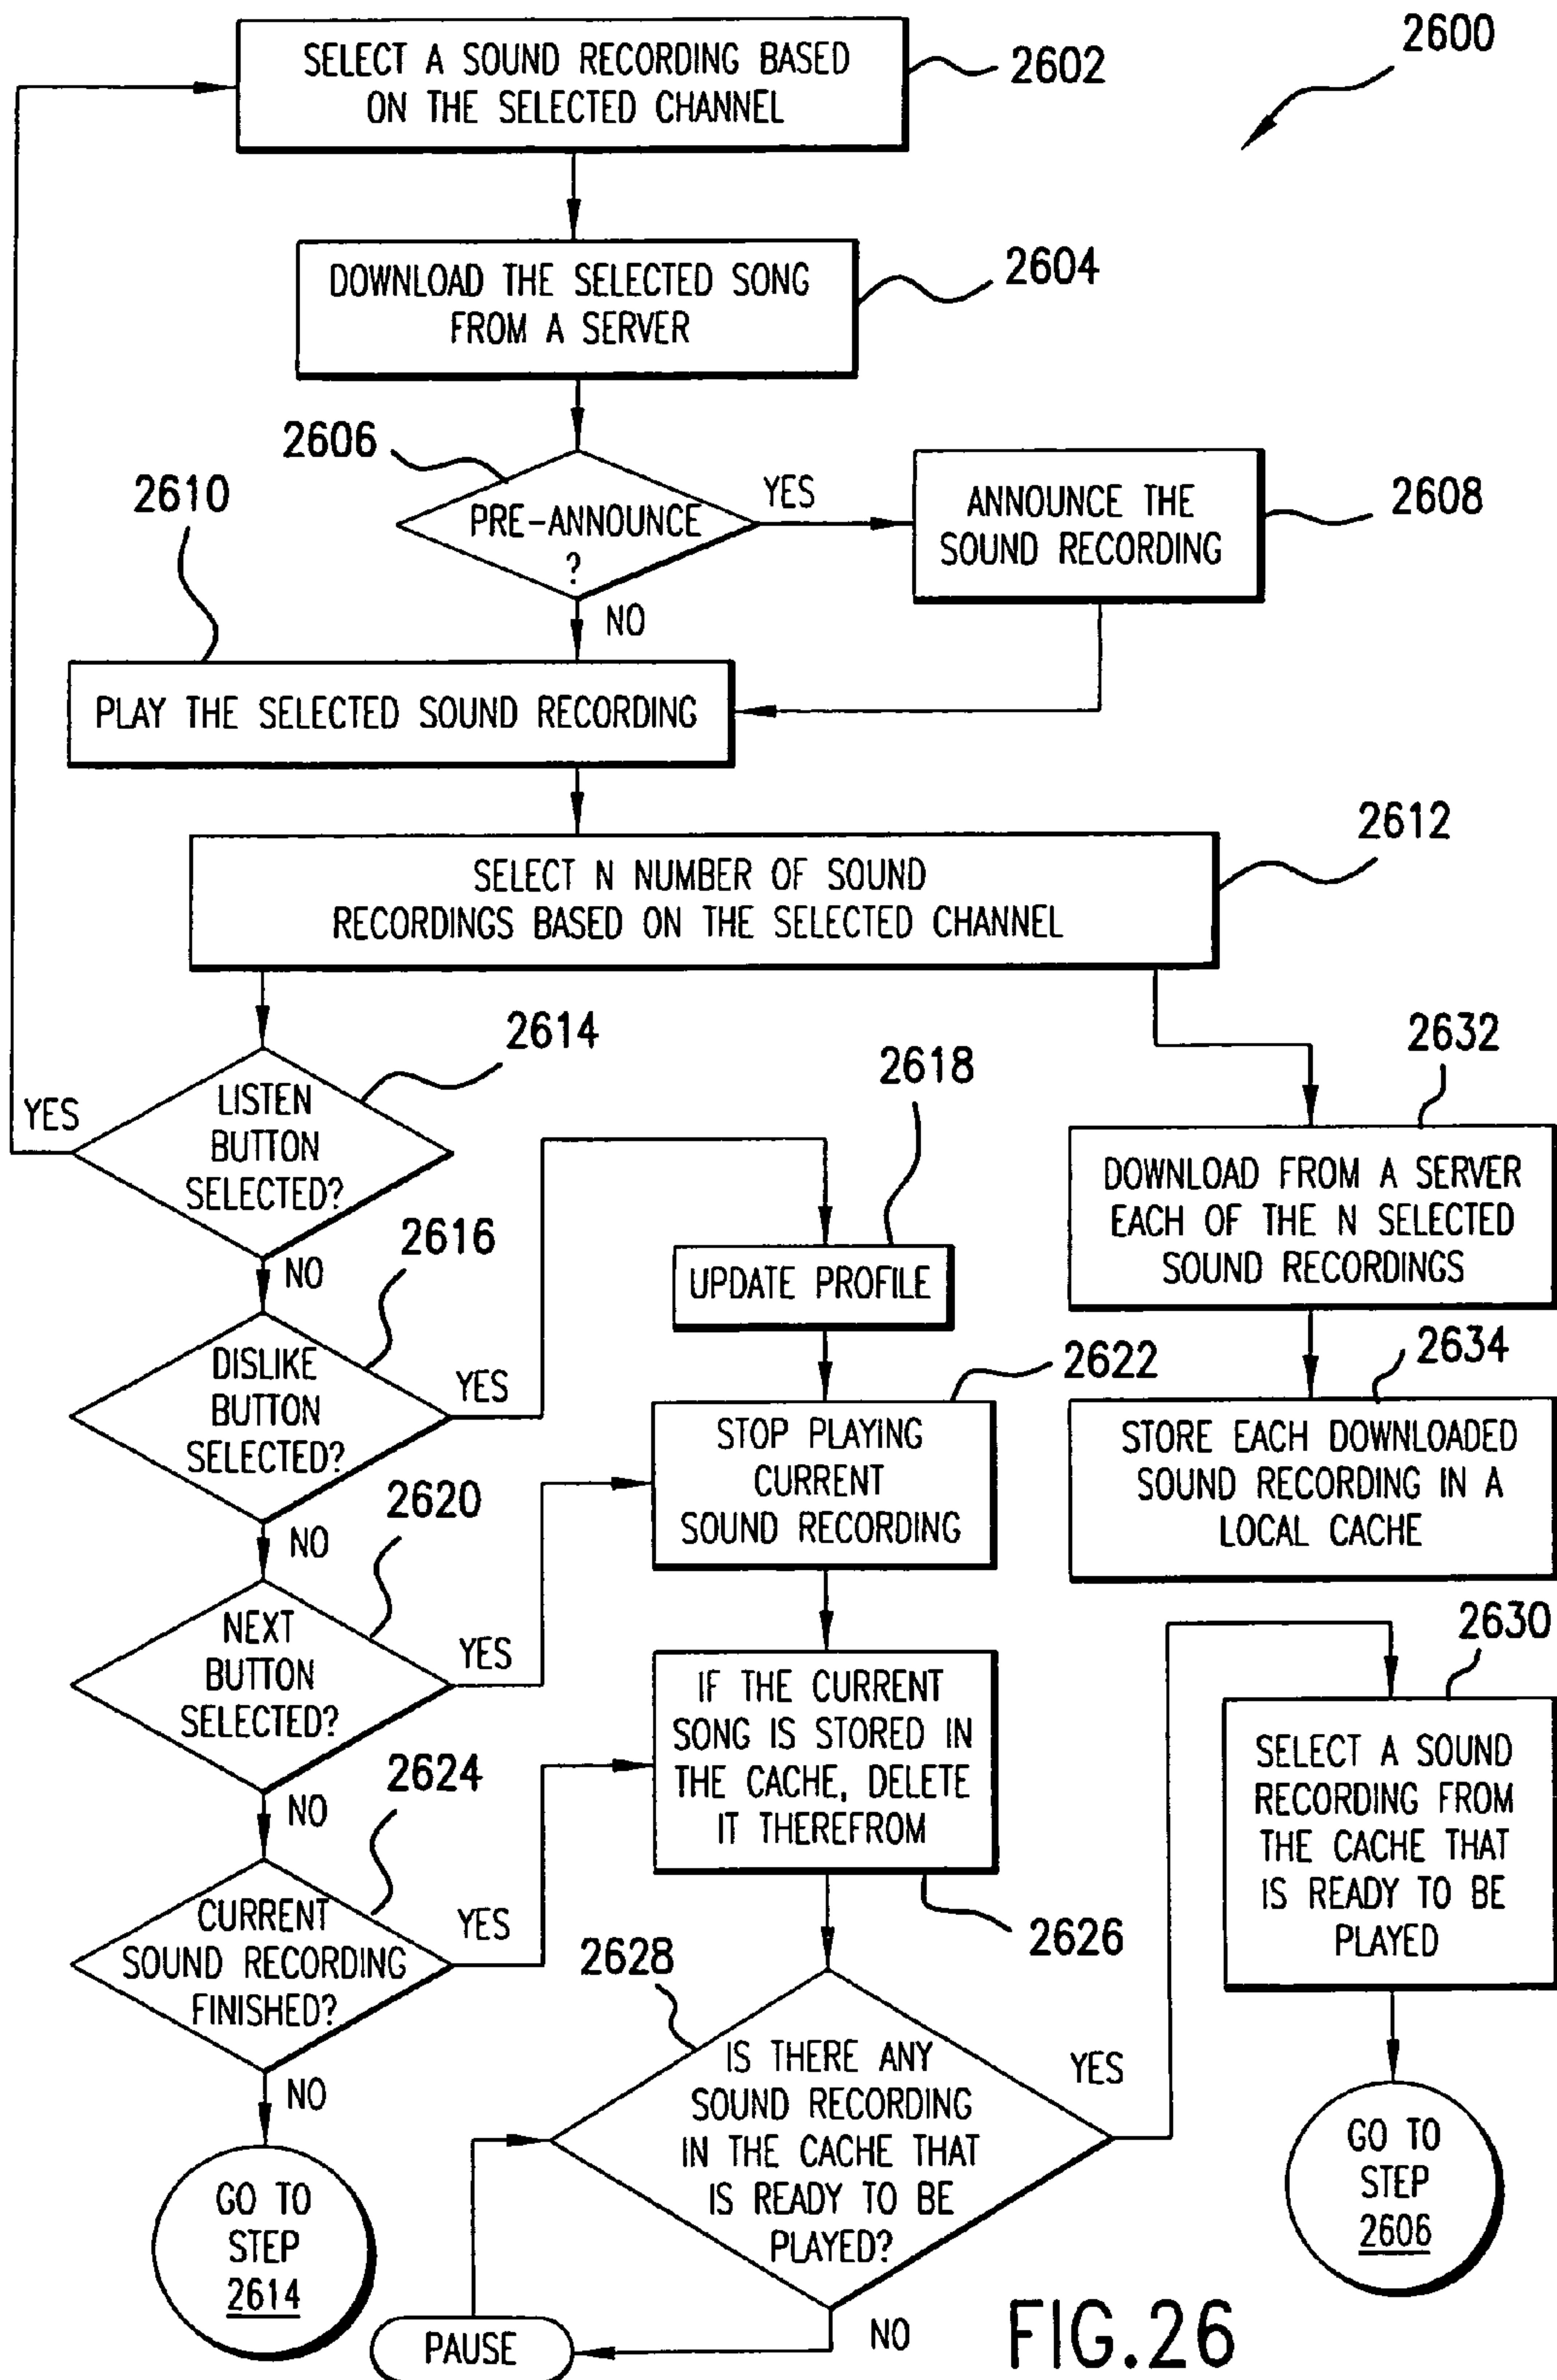 2600
SELECT A SOUND RECORDING BASED
ON THE SELECTED CHANNEL
2602
DOWNLOAD THE SELECTED SONG
FROM A SERVER
2604
2606
PRE-ANNOUNCE
?
YES
NO
ANNOUNCE THE
SOUND RECORDING
2608
2610
PLAY THE SELECTED SOUND RECORDING
2612
SELECT N NUMBER OF SOUND
RECORDINGS BASED ON THE SELECTED CHANNEL
2614
LISTEN
BUTTON
SELECTED?
YES
NO
2616
DISLIKE
BUTTON
SELECTED?
YES
NO
2618
UPDATE PROFILE
2620
NEXT
BUTTON
SELECTED?
YES
NO
2622
STOP PLAYING
CURRENT
SOUND RECORDING
2624
CURRENT
SOUND RECORDING
FINISHED?
YES
NO
GO TO
STEP
2614
IF THE CURRENT
SONG IS STORED IN
THE CACHE, DELETE
IT THEREFROM
2626
2628
IS THERE ANY
SOUND RECORDING
IN THE CACHE THAT
IS READY TO BE
PLAYED?
YES
NO
PAUSE
2632
DOWNLOAD FROM A SERVER
EACH OF THE N SELECTED
SOUND RECORDINGS
2634
STORE EACH DOWNLOADED
SOUND RECORDING IN A
LOCAL CACHE
2630
SELECT A SOUND
RECORDING FROM
THE CACHE THAT
IS READY TO BE
PLAYED
GO TO
STEP
2606
FIG.26